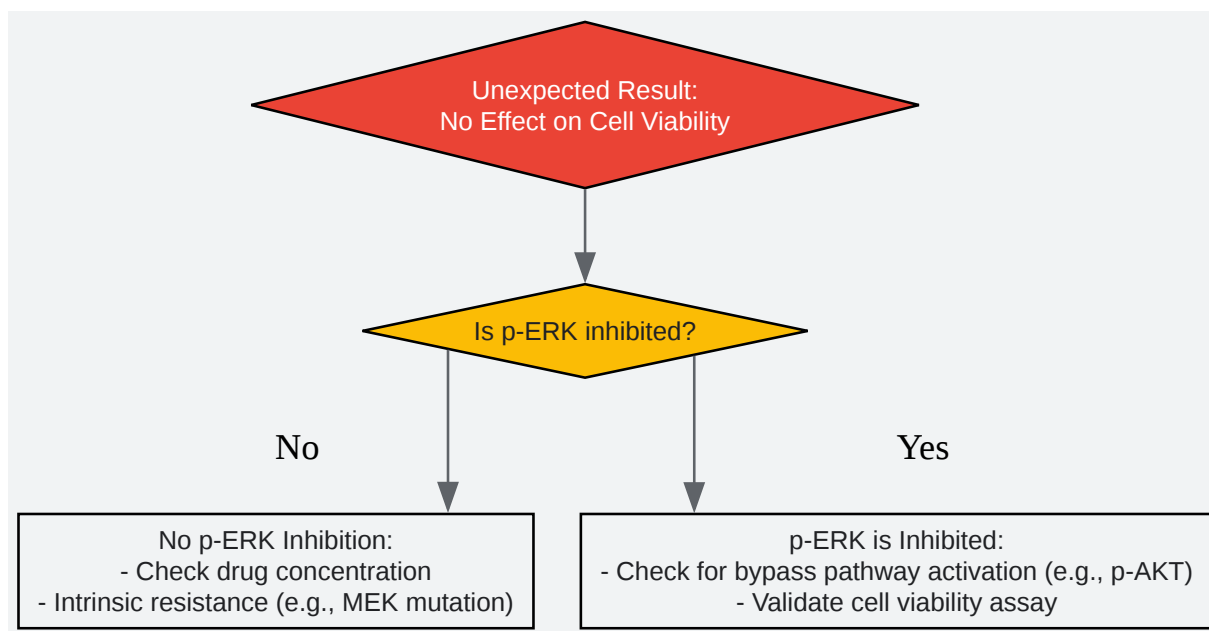 Unexpected Result:
No Effect on Cell Viability
Is p-ERK inhibited?
No
Yes
No p-ERK Inhibition:
- Check drug concentration
- Intrinsic resistance (e.g., MEK mutation)
p-ERK is Inhibited:
- Check for bypass pathway activation (e.g., p-AKT)
- Validate cell viability assay